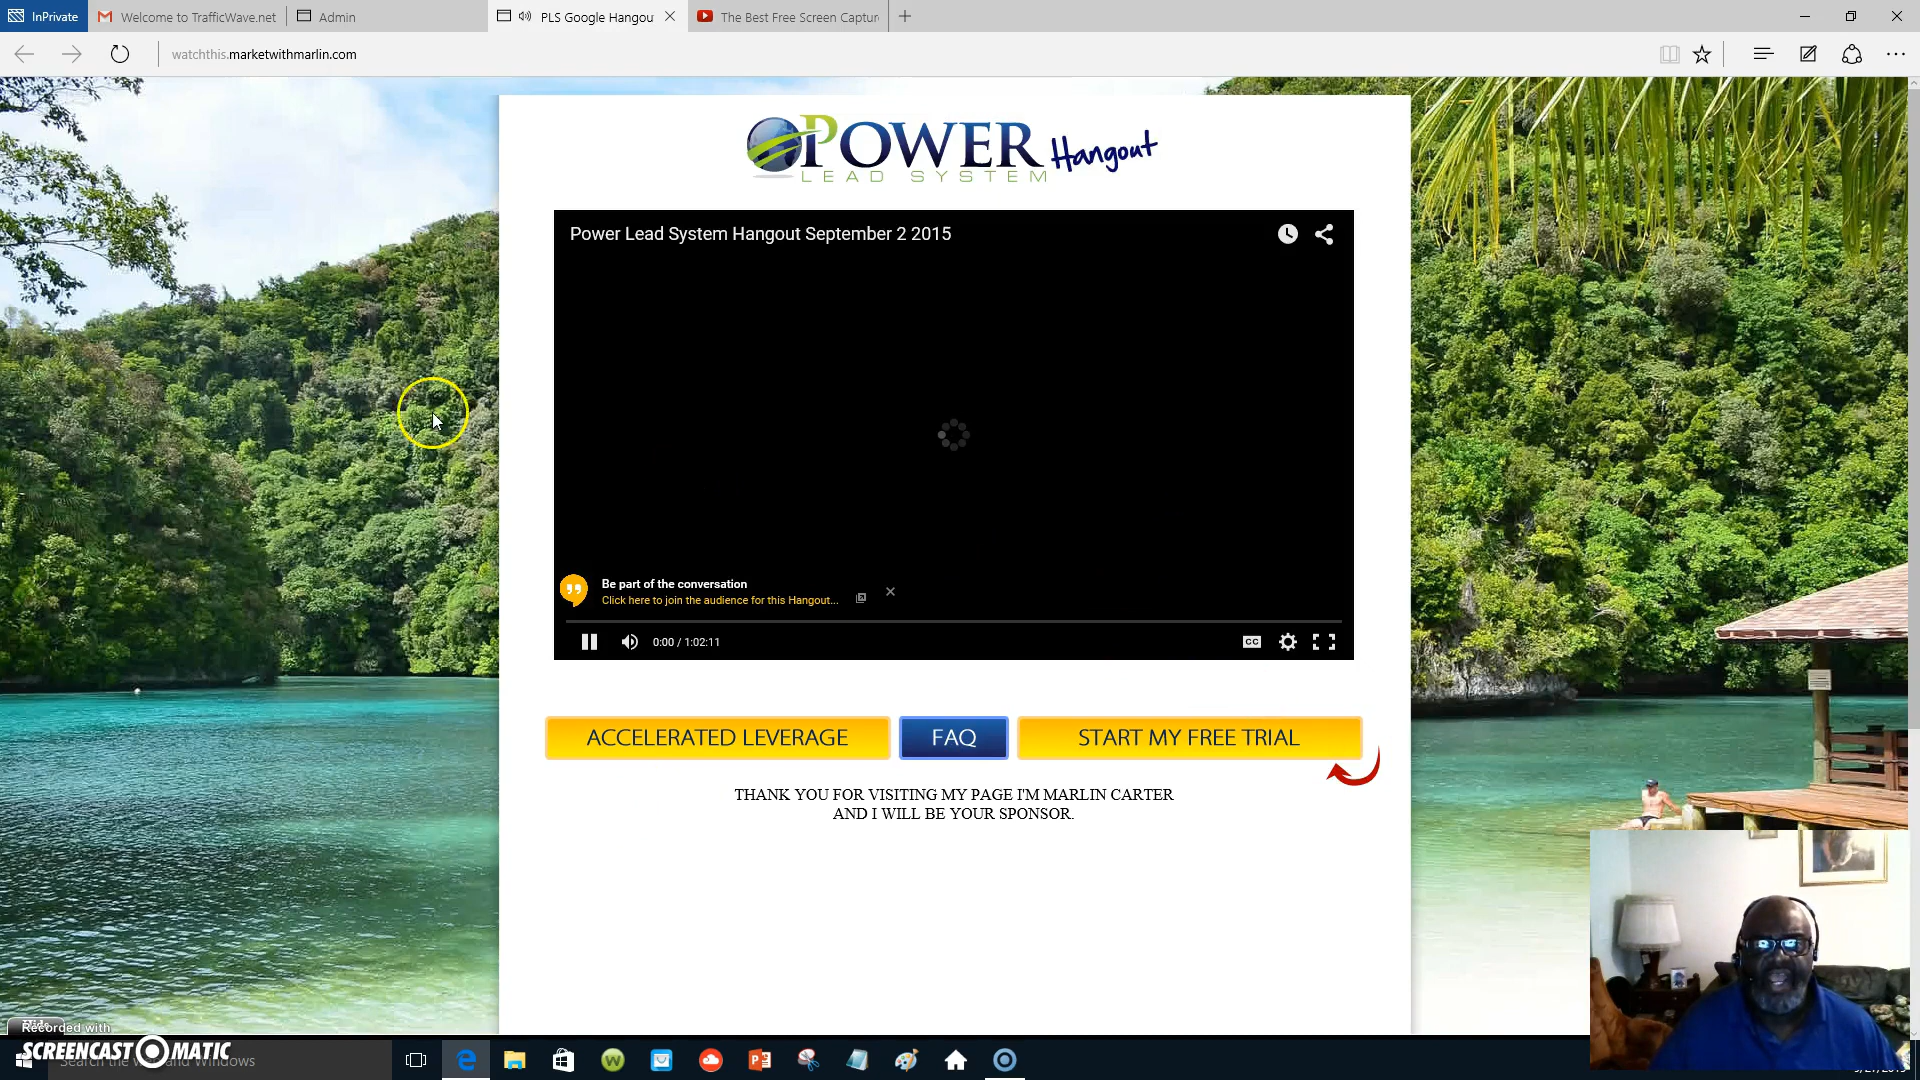 InPrivate
Welcome to TrafficWave.net
Admin
PLS Google Hangou
The Best Free Screen Captur
watchthis.marketwithmarlin.com
POWER Hangout
LEAD SYSTEM
Power Lead System Hangout September 2 2015
Be part of the conversation
Click here to join the audience for this Hangout...
0:00 / 1:02:11
CC
ACCELERATED LEVERAGE
FAQ
START MY FREE TRIAL
THANK YOU FOR VISITING MY PAGE I'M MARLIN CARTER
AND I WILL BE YOUR SPONSOR.
Recorded with
SCREENCAST-O-MATIC